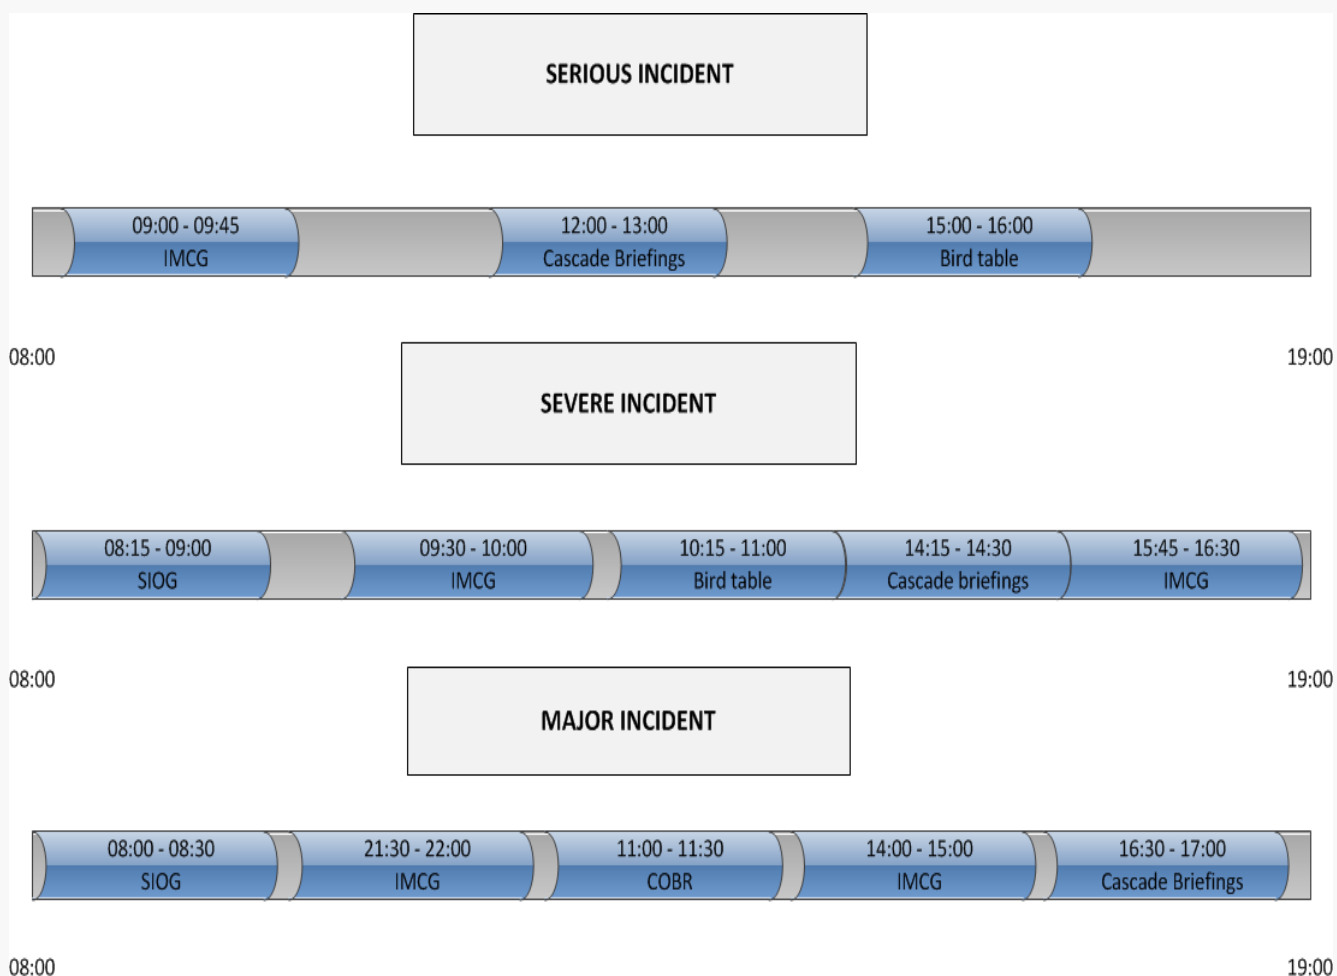 SERIOUS INCIDENT
09:00 - 09:45
IMCG
12:00 - 13:00
Cascade Briefings
15:00 - 16:00
Bird table
08:00
19:00
SEVERE INCIDENT
08:15 - 09:00
SIOG
09:30 - 10:00
IMCG
10:15 - 11:00
Bird table
14:15 - 14:30
Cascade briefings
15:45 - 16:30
IMCG
08:00
19:00
MAJOR INCIDENT
08:00 - 08:30
SIOG
21:30 - 22:00
IMCG
11:00 - 11:30
COBR
14:00 - 15:00
IMCG
16:30 - 17:00
Cascade Briefings
08:00
19:00